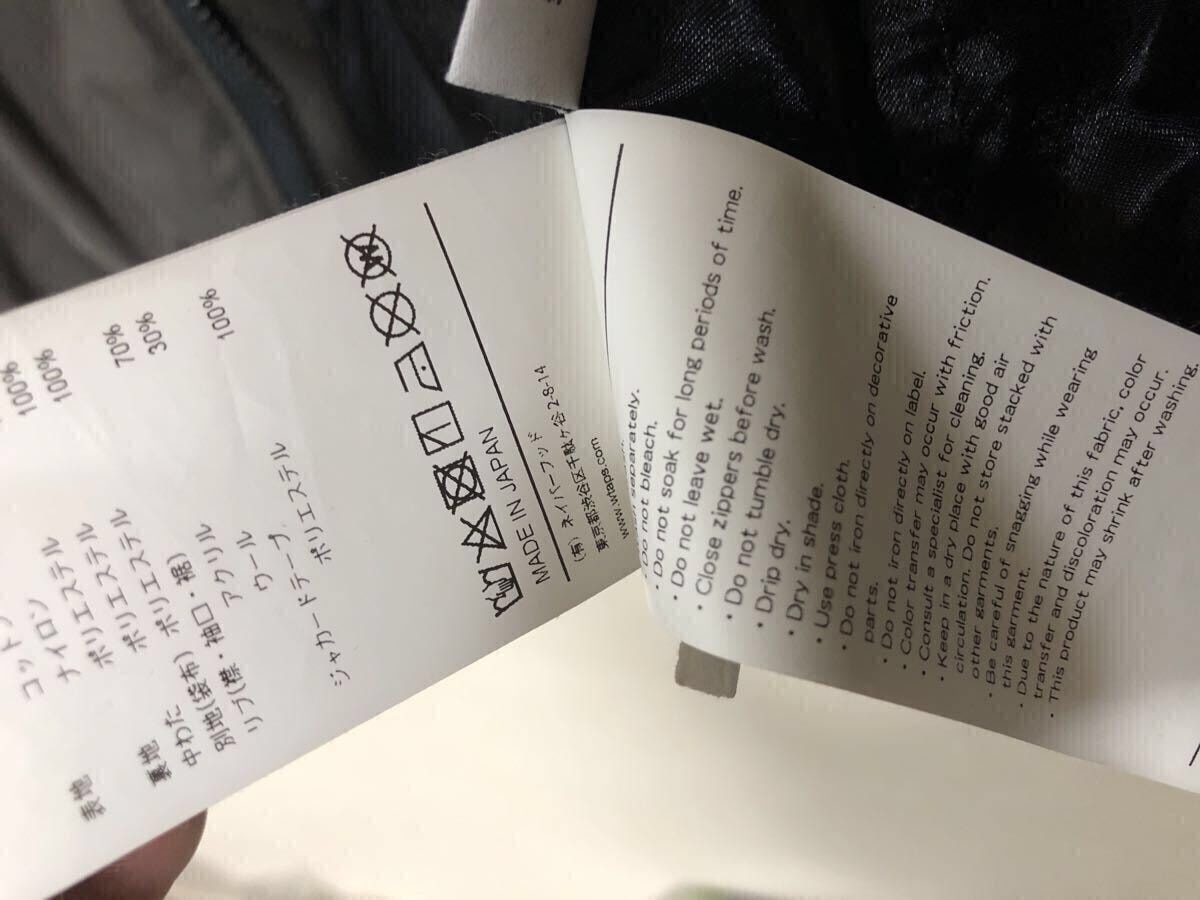 表地 コットン
ナイロン
裏地 ポリエステル
中わた ポリエステル 100%
別地(袋布) ポリエステル 100%
リブ(襟・袖口・裾) アクリル 70%
ウール 30%
ジャカードテープ ポリエステル 100%
MADE IN JAPAN
(有) ネイバーフッド
東京都渋谷区千駄ヶ谷2-8-14
www.wtaps.com
separately.
・Do not bleach.
・Do not soak for long periods of time.
・Do not leave wet.
・Close zippers before wash.
・Do not tumble dry.
・Drip dry.
・Dry in shade.
・Use press cloth.
・Do not iron directly on decorative
parts.
・Do not iron directly on label.
・Color transfer may occur with friction.
・Consult a specialist for cleaning.
・Keep in a dry place with good air
circulation. Do not store stacked with
other garments.
・Be careful of snagging while wearing
this garment.
・Due to the nature of this fabric, color
transfer and discoloration may occur.
・This product may shrink after washing.